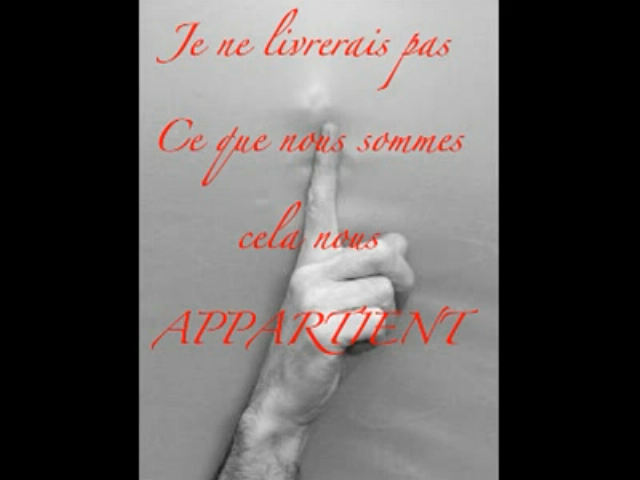 Je ne livrerais pas
Ce que nous sommes
cela nous
APPARTIENT